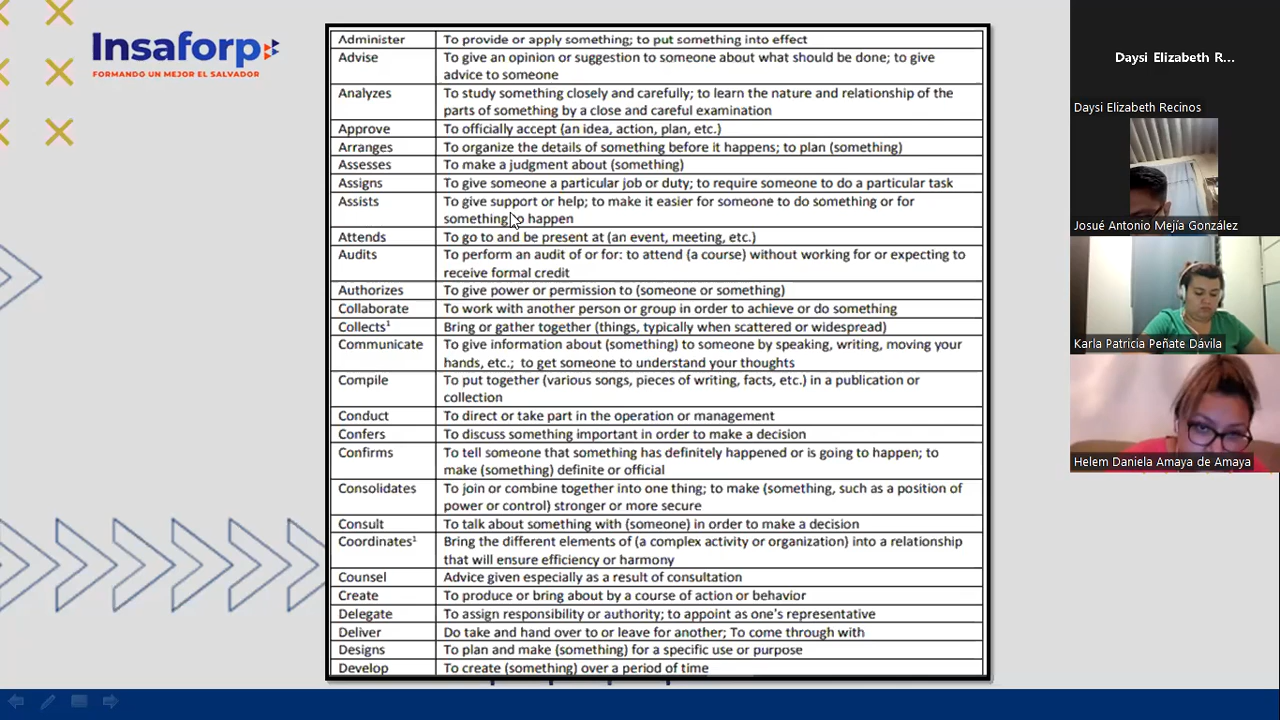 Insaforp
FORMANDO UN MEJOR EL SALVADOR
Administer To provide or apply something; to put something into effect
Advise To give an opinion or suggestion to someone about what should be done; to give
advice to someone
Analyzes To study something closely and carefully; to learn the nature and relationship of the
parts of something by a close and careful examination
Approve To officially accept (an idea, action, plan, etc.)
Arranges To organize the details of something before it happens; to plan (something)
Assesses To make a judgment about (something)
Assigns To give someone a particular job or duty; to require someone to do a particular task
Assists To give support or help; to make it easier for someone to do something or for
something to happen
Attends To go to and be present at (an event, meeting, etc.)
Audits To perform an audit of or for: to attend (a course) without working for or expecting to
receive formal credit
Authorizes To give power or permission to (someone or something)
Collaborate To work with another person or group in order to achieve or do something
Collects¹ Bring or gather together (things, typically when scattered or widespread)
Communicate To give information about (something) to someone by speaking, writing, moving your
hands, etc.; to get someone to understand your thoughts
Compile To put together (various songs, pieces of writing, facts, etc.) in a publication or
collection
Conduct To direct or take part in the operation or management
Confers To discuss something important in order to make a decision
Confirms To tell someone that something has definitely happened or is going to happen; to
make (something) definite or official
Consolidates To join or combine together into one thing; to make (something, such as a position of
power or control) stronger or more secure
Consult To talk about something with (someone) in order to make a decision
Coordinates¹ Bring the different elements of (a complex activity or organization) into a relationship
that will ensure efficiency or harmony
Counsel Advice given especially as a result of consultation
Create To produce or bring about by a course of action or behavior
Delegate To assign responsibility or authority; to appoint as one's representative
Deliver Do take and hand over to or leave for another; To come through with
Designs To plan and make (something) for a specific use or purpose
Develop To create (something) over a period of time
Daysi Elizabeth R...
Daysi Elizabeth Recinos
Josué Antonio Mejía González
Karla Patricia Peñate Dávila
Helem Daniela Amaya de Amaya